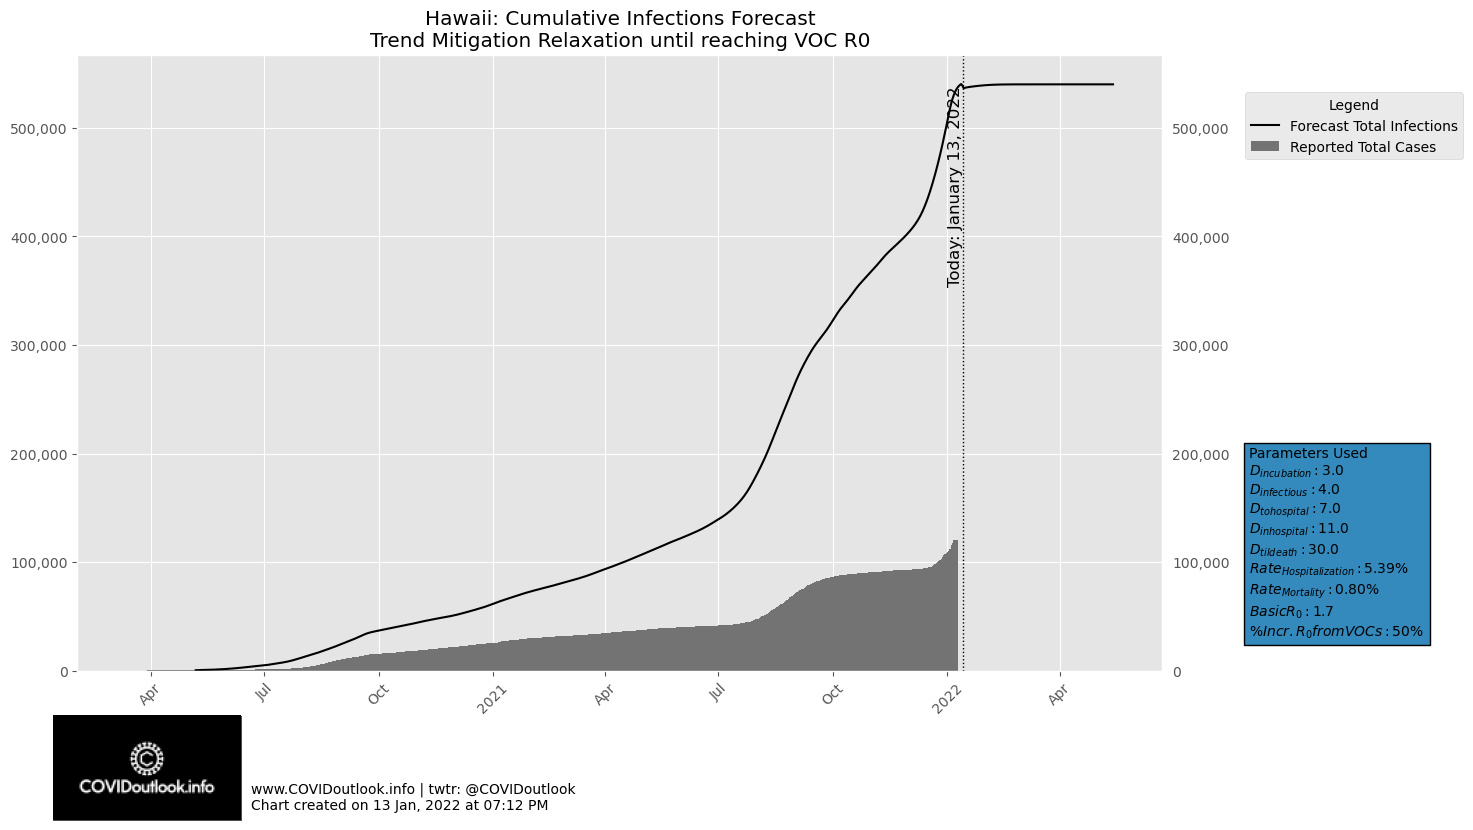 Hawaii: Cumulative Infections Forecast
Trend Mitigation Relaxation until reaching VOC R0
500,000
400,000
300,000
200,000
100,000
0
500,000
400,000
300,000
200,000
100,000
0
Apr
Jul
Oct
2021
Apr
Jul
Oct
2022
Apr
Today: January 13, 2022
Legend
Forecast Total Infections
Reported Total Cases
Parameters Used
D_incubation : 3.0
D_infectious : 4.0
D_tohospital : 7.0
D_inhospital : 11.0
D_tildeath : 30.0
Rate_Hospitalization : 5.39%
Rate_Mortality : 0.80%
BasicR_0 : 1.7
%Incr.R_0fromVOCs : 50%
COVIDoutlook.info
www.COVIDoutlook.info | twtr: @COVIDoutlook
Chart created on 13 Jan, 2022 at 07:12 PM